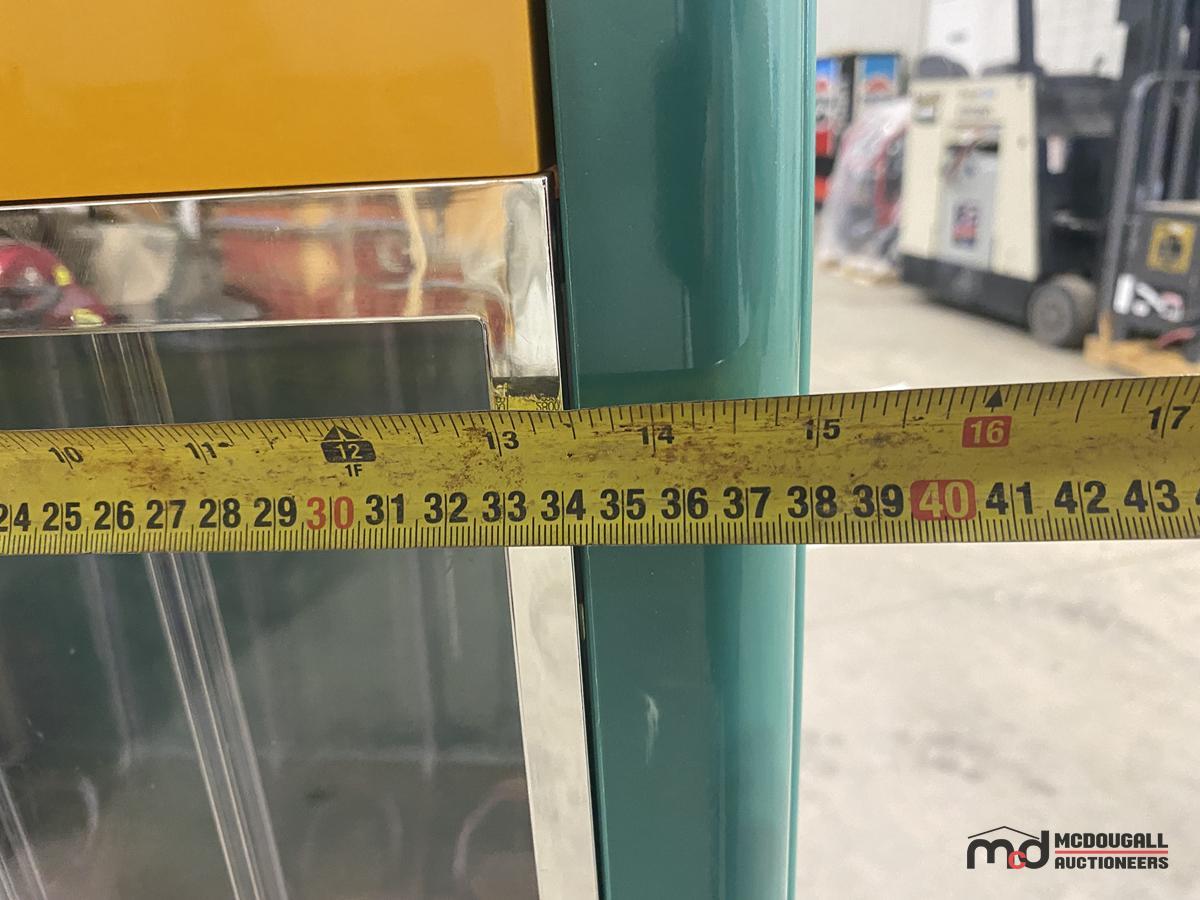 10 11 12 13 14 15 16 17
1F
24 25 26 27 28 29 30 31 32 33 34 35 36 37 38 39 40 41 42 43
mcd MCDOUGALL
AUCTIONEERS